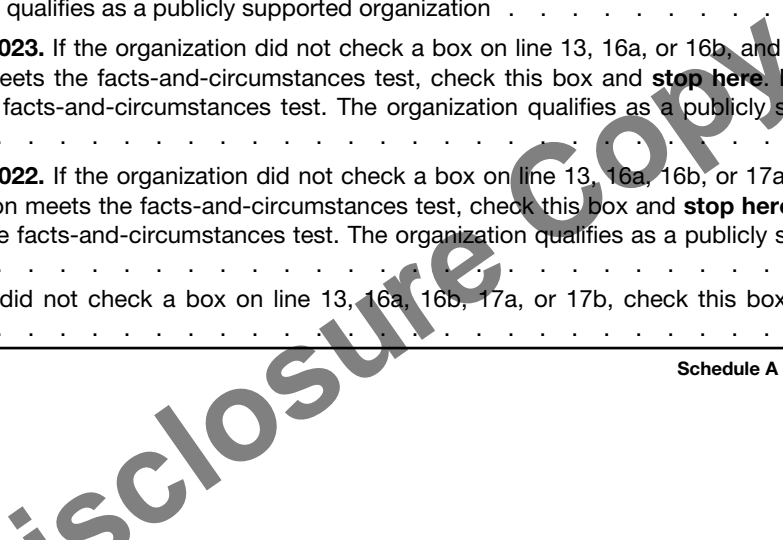 qualifies as a publicly supported organization . . . . . . . . . .
023. If the organization did not check a box on line 13, 16a, or 16b, and
eets the facts-and-circumstances test, check this box and stop here.
facts-and-circumstances test. The organization qualifies as a publicly s
. . . . . . . . . . . . . . . . . . . . . . . . .
022. If the organization did not check a box on line 13, 16a, 16b, or 17a
on meets the facts-and-circumstances test, check this box and stop here
e facts-and-circumstances test. The organization qualifies as a publicly s
. . . . . . . . . . . . . . . . . . . . . . . . .
did not check a box on line 13, 16a, 16b, 17a, or 17b, check this box
. . . . . . . . . . . . . . . . . . . . . . . . .
Schedule A
isclosure Copy